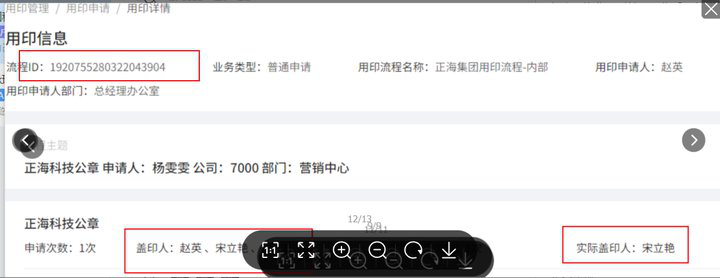 用印管理 / 用印申请 / 用印详情
用印信息
流程ID：1920755280322043904 业务类型：普通申请 用印流程名称：正海集团用印流程-内部 用印申请人：赵英
用印申请人部门：总经理办公室
主题
正海科技公章 申请人：杨雯雯 公司：7000 部门：营销中心
正海科技公章
12/13
申请次数：1次 盖印人：赵英、宋立艳、 实际盖印人：宋立艳
1:1